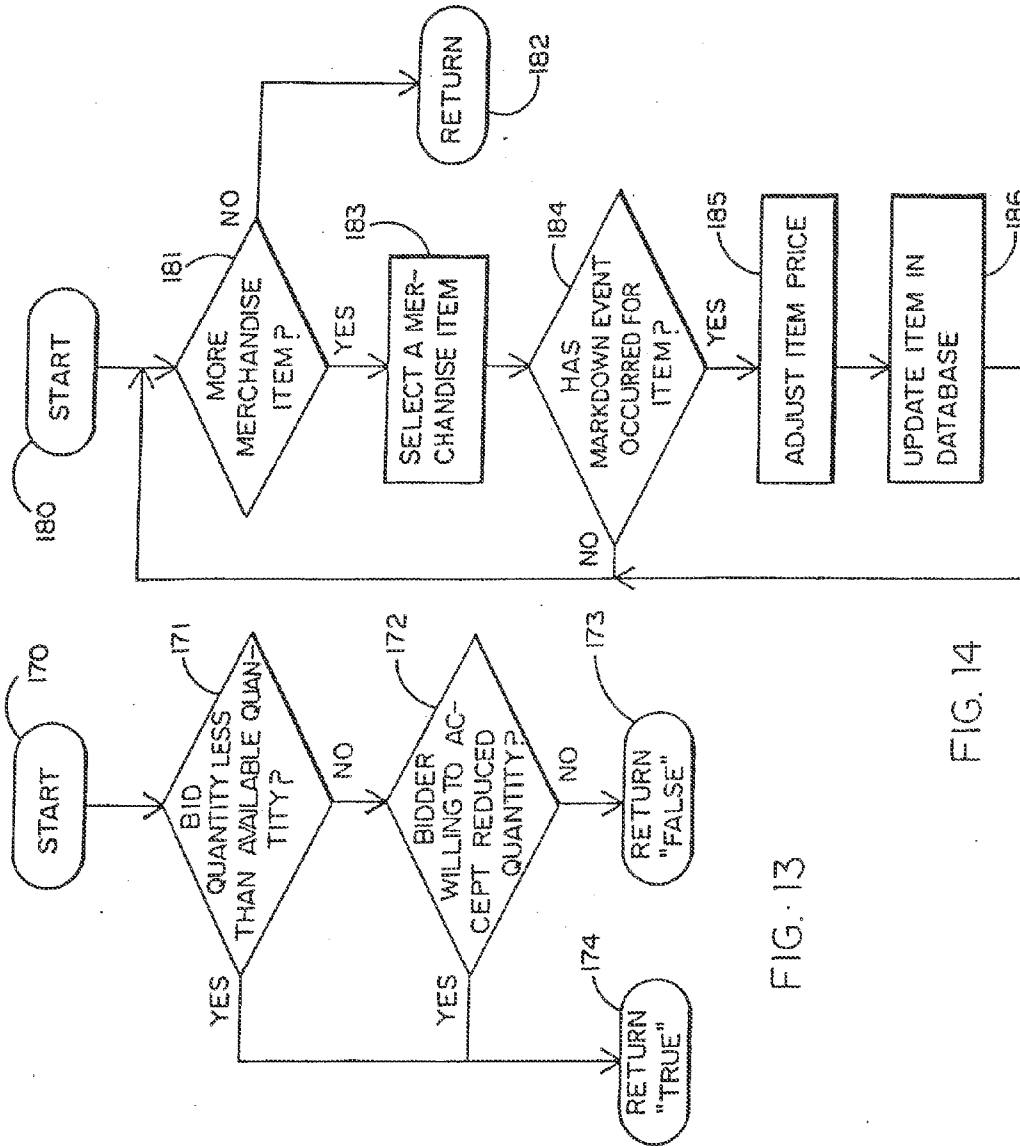 170
START
171
BID
QUANTITY LESS
THAN AVAILABLE QUAN-
TITY?
YES
NO
172
BIDDER
WILLING TO AC-
CEPT REDUCED
QUANTITY?
YES
NO
174
RETURN
"TRUE"
173
RETURN
"FALSE"
FIG. 13
180
START
181
MORE
MERCHANDISE
ITEM?
NO
YES
RETURN
182
183
SELECT A MER-
CHANDISE ITEM
184
HAS
MARKDOWN EVENT
OCCURRED FOR
ITEM?
NO
YES
185
ADJUST ITEM PRICE
UPDATE ITEM IN
DATABASE
186
FIG. 14